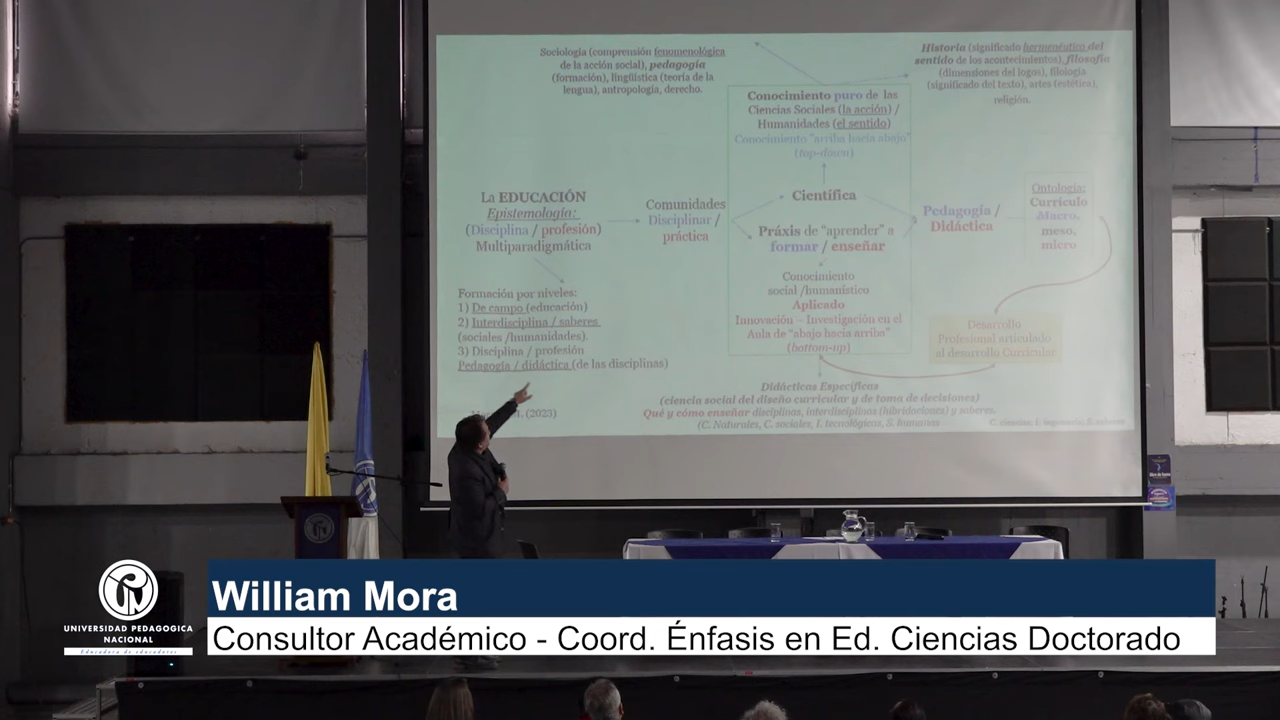 Sociología (comprensión fenomenológica
de la acción social), pedagogía
(formación), lingüística (teoría de la
lengua), antropología, derecho.
Historia (significado hermenéutico del
sentido de los acontecimientos), filosofía
(dimensiones del logos), filología
(significado del texto), artes (estética),
religión.
Conocimiento puro de las
Ciencias Sociales (la acción) /
Humanidades (el sentido)
Conocimiento "arriba hacia abajo"
(top-down)
La EDUCACIÓN
Epistemología:
(Disciplina / profesión)
Multiparadigmática
Comunidades
Disciplinar /
práctica
Científica
Práxis de "aprender" a
formar / enseñar
Pedagogía /
Didáctica
Ontología:
Currículo
Macro,
meso,
micro
Conocimiento
social /humanístico
Aplicado
Innovación – Investigación en el
Aula de "abajo hacia arriba"
(bottom-up)
Formación por niveles:
1) De campo (educación)
2) Interdisciplina / saberes
(sociales /humanidades).
3) Disciplina / profesión
Pedagogía / didáctica (de las disciplinas)
Desarrollo
Profesional articulado
al desarrollo Curricular
Didácticas Específicas
(ciencia social del diseño curricular y de toma de decisiones)
Qué y cómo enseñar disciplinas, interdisciplinas (hibridaciones) y saberes.
(C. Naturales, C. sociales, I. tecnológicas, S. humanas
(2023)
William Mora
Consultor Académico - Coord. Énfasis en Ed. Ciencias Doctorado
UNIVERSIDAD PEDAGOGICA
NACIONAL
Educadora de educadores